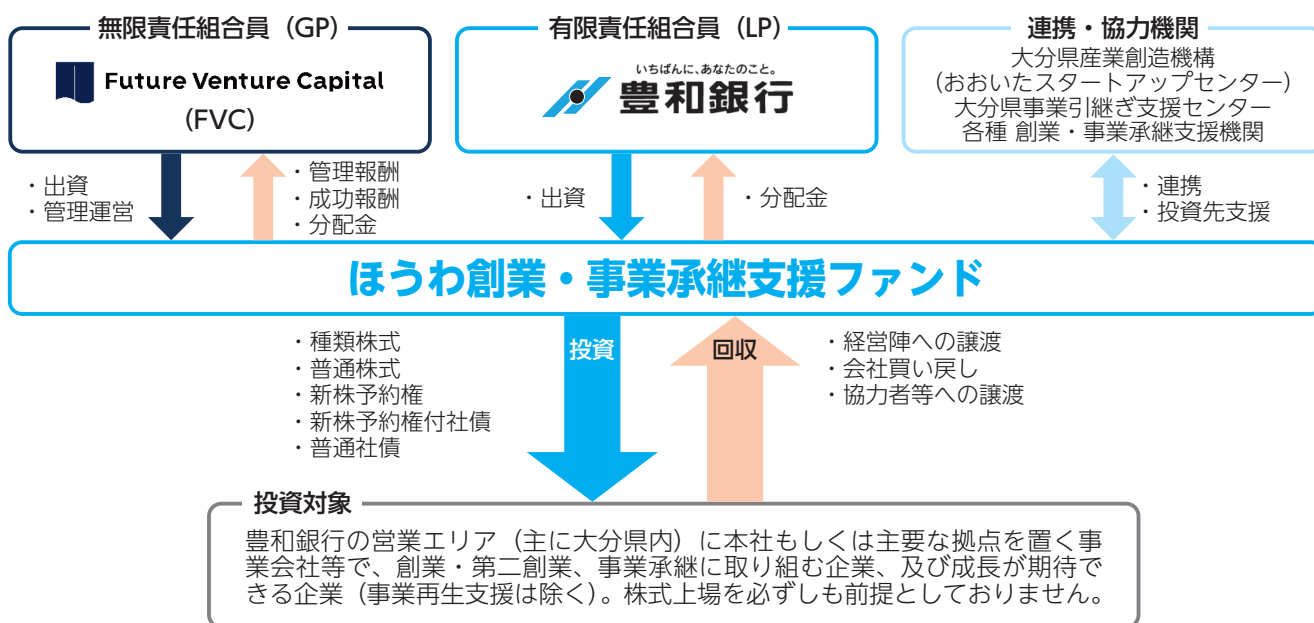 無限責任組合員（GP）
Future Venture Capital
(FVC)
有限責任組合員（LP）
いちばんに、あなたのこと。
豊和銀行
連携・協力機関
大分県産業創造機構
（おおいたスタートアップセンター）
大分県事業引継ぎ支援センター
各種 創業・事業承継支援機関
・出資
・管理運営
・管理報酬
・成功報酬
・分配金
・出資
・分配金
・連携
・投資先支援
ほうわ創業・事業承継支援ファンド
・種類株式
・普通株式
・新株予約権
・新株予約権付社債
・普通社債
投資
回収
・経営陣への譲渡
・会社買い戻し
・協力者等への譲渡
投資対象
豊和銀行の営業エリア（主に大分県内）に本社もしくは主要な拠点を置く事
業会社等で、創業・第二創業、事業承継に取り組む企業、及び成長が期待で
きる企業（事業再生支援は除く）。株式上場を必ずしも前提としておりません。